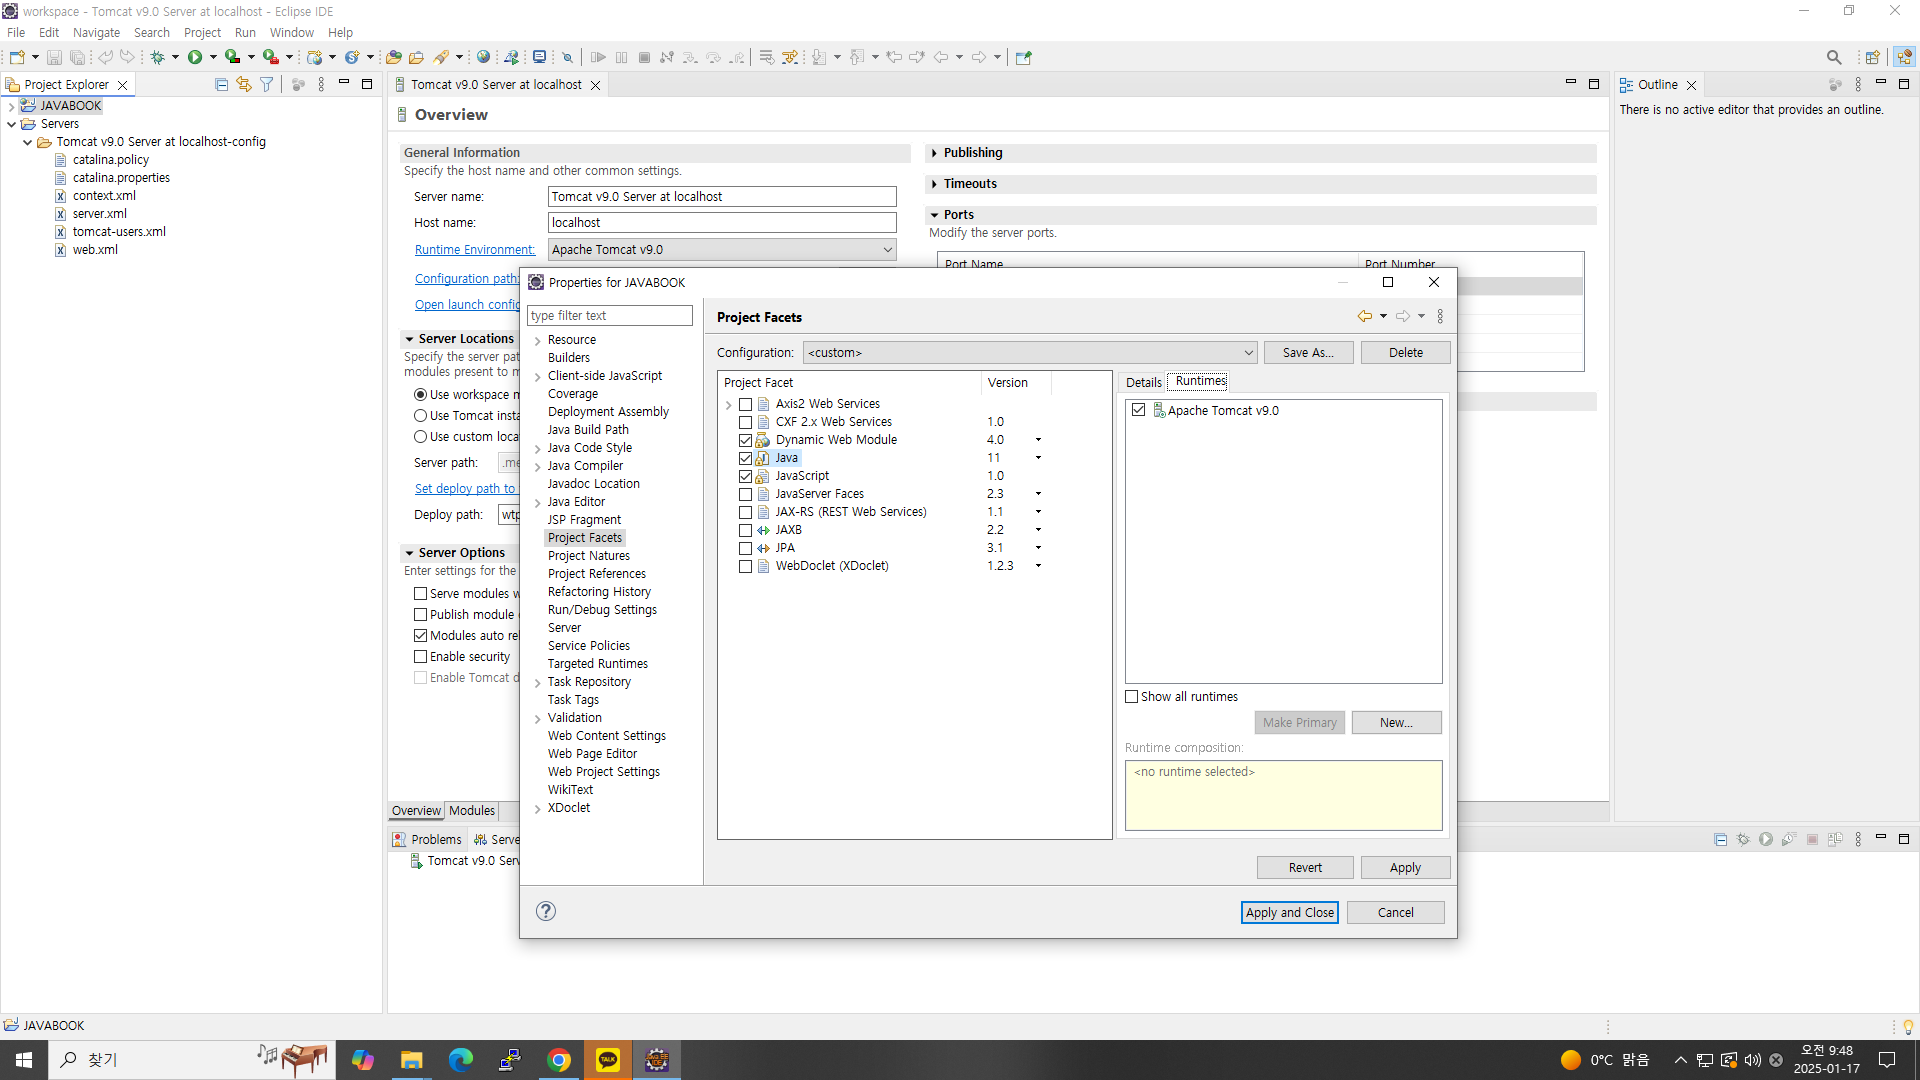 workspace - Tomcat v9.0 Server at localhost - Eclipse IDE
File Edit Navigate Search Project Run Window Help
Project Explorer
JAVABOOK
Servers
Tomcat v9.0 Server at localhost-config
catalina.policy
catalina.properties
context.xml
server.xml
tomcat-users.xml
web.xml
Tomcat v9.0 Server at localhost
Overview
General Information
Specify the host name and other common settings.
Server name: Tomcat v9.0 Server at localhost
Host name: localhost
Runtime Environment: Apache Tomcat v9.0
Configuration path:
Open launch config
Server Locations
Specify the server pat
modules present to m
Use workspace m
Use Tomcat insta
Use custom loca
Server path: .me
Set deploy path to
Deploy path: wtp
Server Options
Enter settings for the
Serve modules w
Publish module
Modules auto rel
Enable security
Enable Tomcat d
Overview Modules
Publishing
Timeouts
Ports
Modify the server ports.
Port Name Port Number
Outline
There is no active editor that provides an outline.
Properties for JAVABOOK
type filter text
Resource
Builders
Client-side JavaScript
Coverage
Deployment Assembly
Java Build Path
Java Code Style
Java Compiler
Javadoc Location
Java Editor
JSP Fragment
Project Facets
Project Natures
Project References
Refactoring History
Run/Debug Settings
Server
Service Policies
Targeted Runtimes
Task Repository
Task Tags
Validation
Web Content Settings
Web Page Editor
Web Project Settings
WikiText
XDoclet
Project Facets
Configuration: <custom> Save As... Delete
Project Facet Version
Axis2 Web Services
CXF 2.x Web Services 1.0
Dynamic Web Module 4.0
Java 11
JavaScript 1.0
JavaServer Faces 2.3
JAX-RS (REST Web Services) 1.1
JAXB 2.2
JPA 3.1
WebDoclet (XDoclet) 1.2.3
Details Runtimes
Apache Tomcat v9.0
Show all runtimes
Make Primary New...
Runtime composition:
<no runtime selected>
Revert Apply
Apply and Close Cancel
Problems Serve
Tomcat v9.0 Serv
JAVABOOK
찾기
TALK
Java EE
IDE
0°C 맑음
오전 9:48
2025-01-17